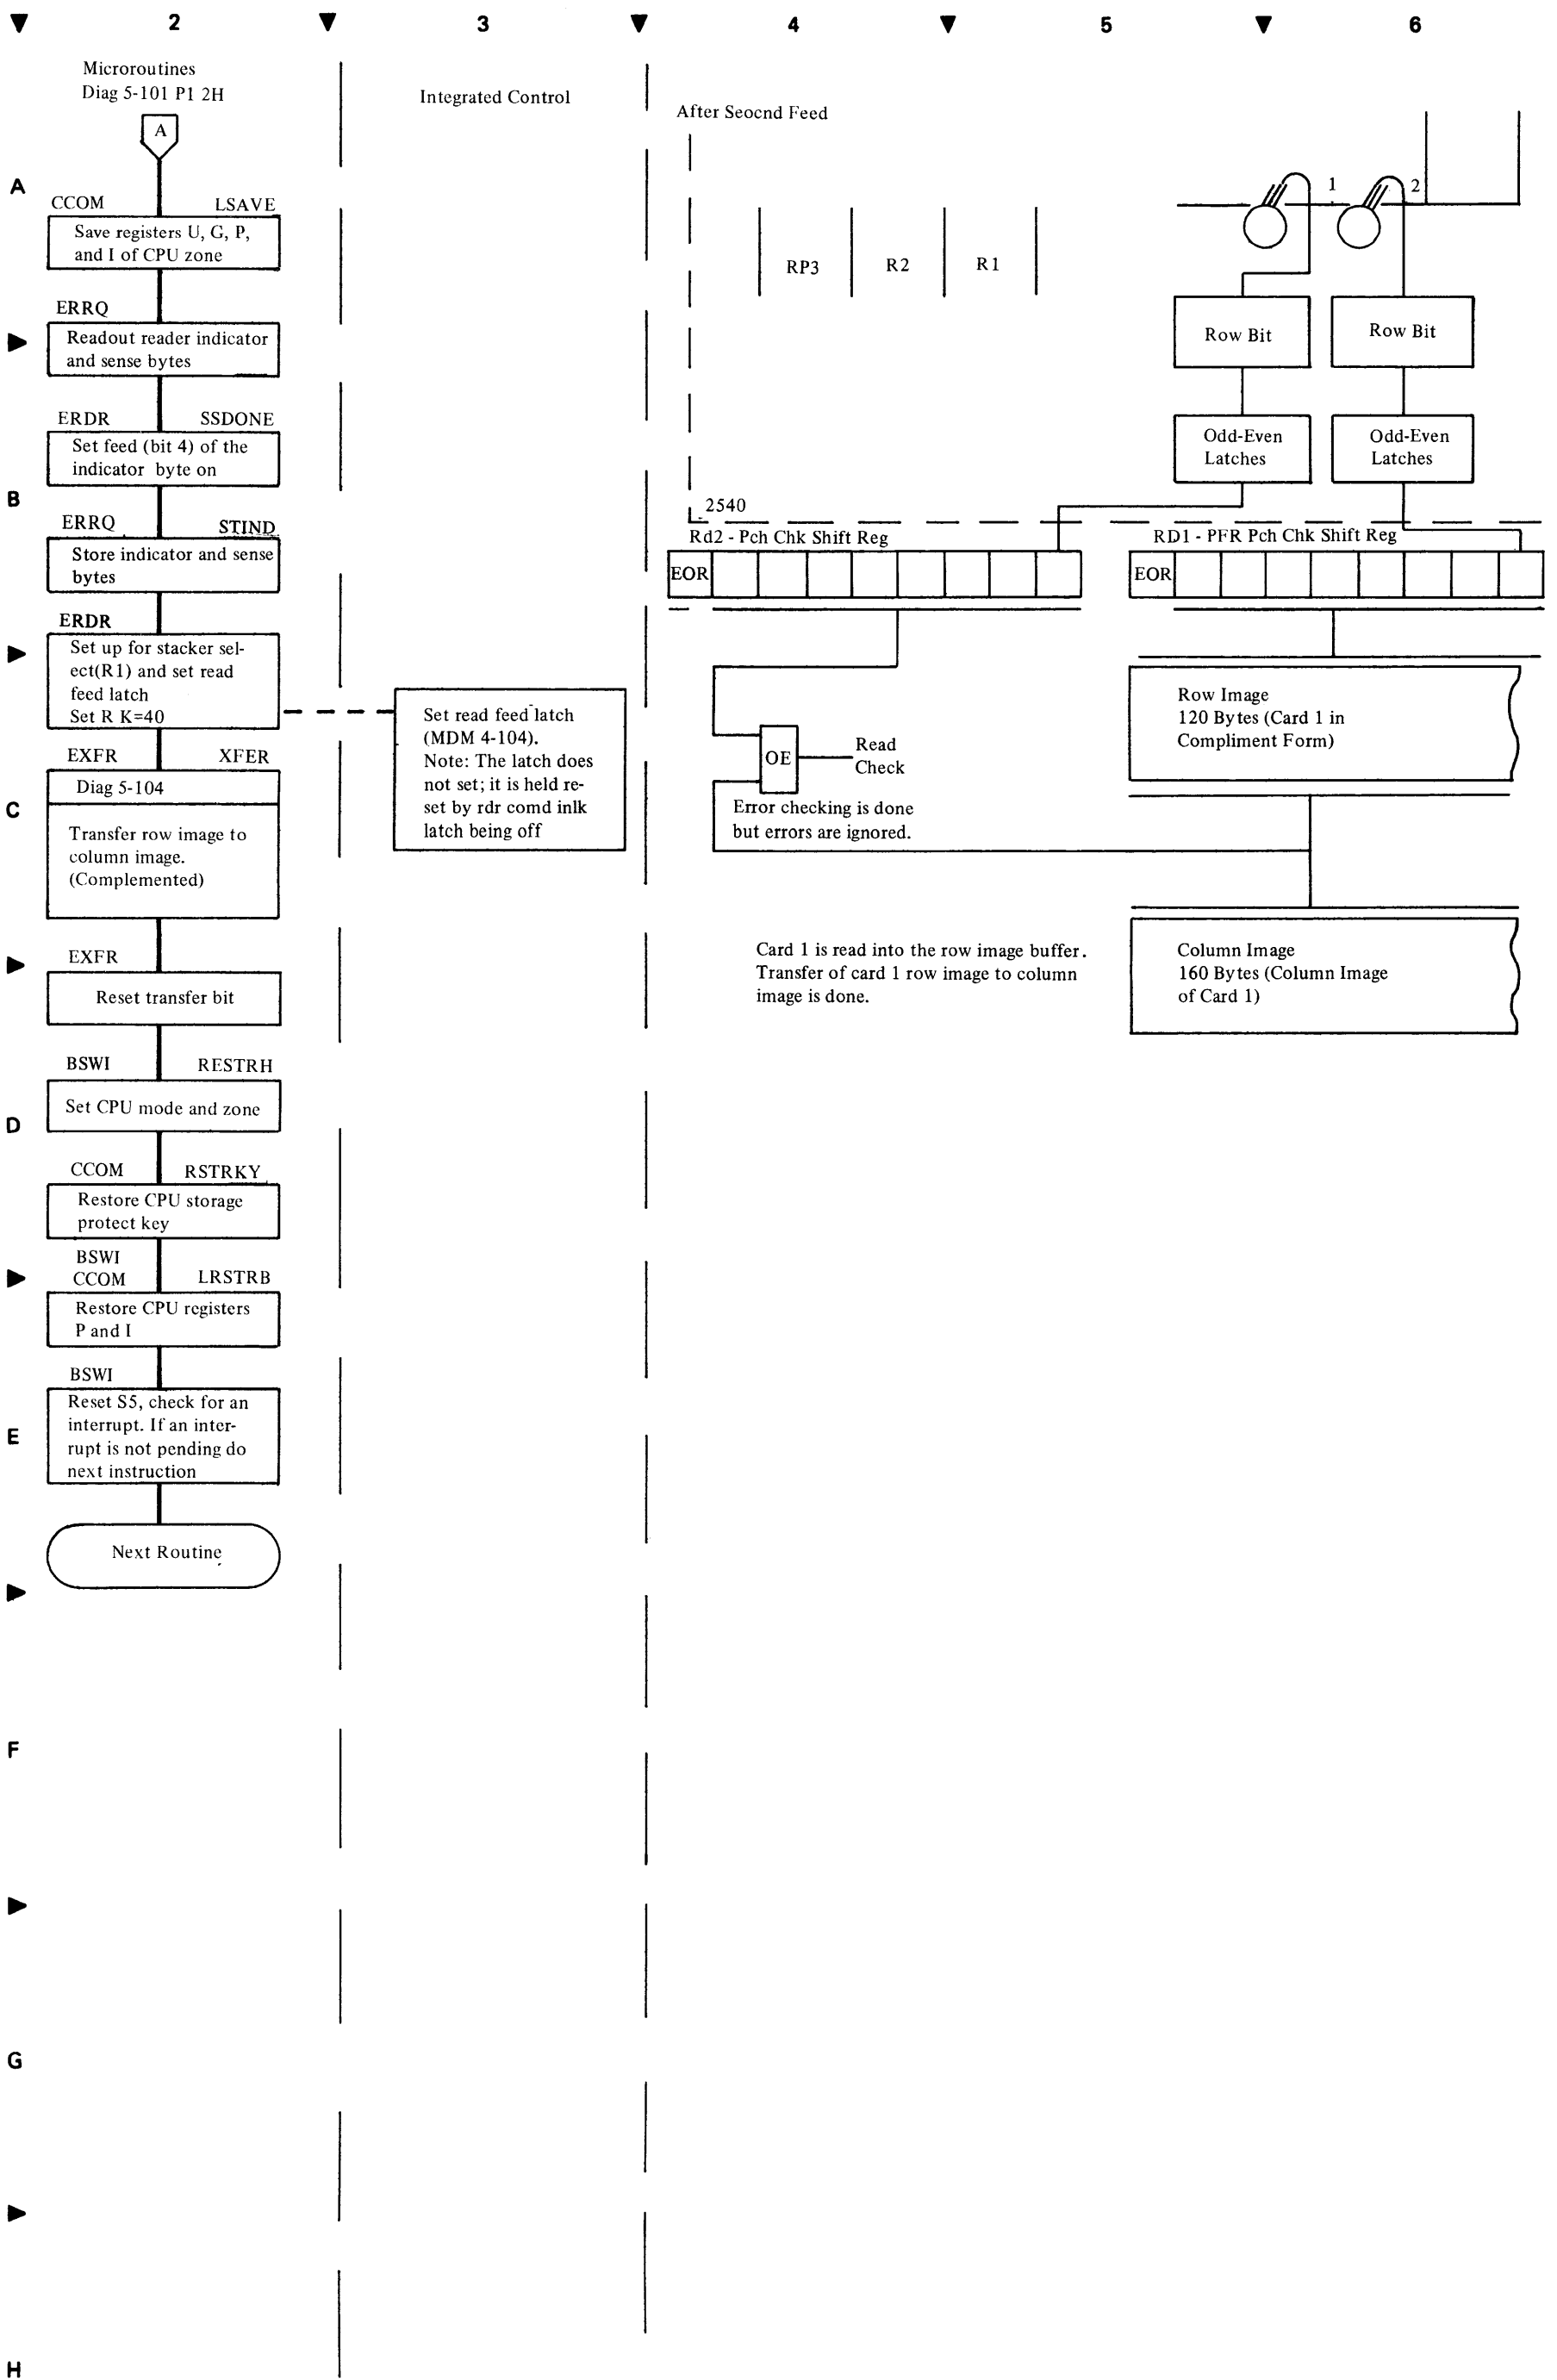 2 3 4 5 6
Microroutines
Diag 5-101 P1 2H
A
CCOM LSAVE
Save registers U, G, P,
and I of CPU zone
ERRQ
Readout reader indicator
and sense bytes
ERDR SSDONE
Set feed (bit 4) of the
indicator byte on
ERRQ STIND
Store indicator and sense
bytes
ERDR
Set up for stacker sel-
ect(R1) and set read
feed latch
Set R K=40
EXFR XFER
Diag 5-104
Transfer row image to
column image.
(Complemented)
EXFR
Reset transfer bit
BSWI RESTRH
Set CPU mode and zone
CCOM RSTRKY
Restore CPU storage
protect key
BSWI
CCOM LRSTRB
Restore CPU registers
P and I
BSWI
Reset S5, check for an
interrupt. If an inter-
rupt is not pending do
next instruction
Next Routine
Integrated Control
Set read feed latch
(MDM 4-104).
Note: The latch does
not set; it is held re-
set by rdr comd inlk
latch being off
After Seocnd Feed
RP3 R2 R1
1 2
Row Bit
Row Bit
Odd-Even
Latches
Odd-Even
Latches
2540
Rd2 - Pch Chk Shift Reg
EOR
RD1 - PFR Pch Chk Shift Reg
EOR
OE
Read
Check
Error checking is done
but errors are ignored.
Row Image
120 Bytes (Card 1 in
Compliment Form)
Card 1 is read into the row image buffer.
Transfer of card 1 row image to column
image is done.
Column Image
160 Bytes (Column Image
of Card 1)
A
B
C
D
E
F
G
H